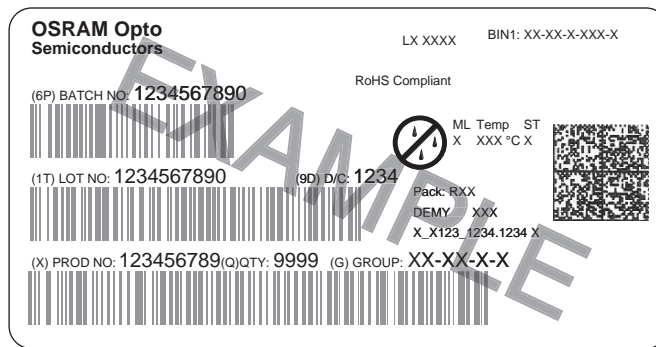 OSRAM Opto
Semiconductors
LX XXXX
BIN1: XX-XX-X-XXX-X
RoHS Compliant
(6P) BATCH NO: 1234567890
ML Temp ST
X XXX °C X
(1T) LOT NO: 1234567890 (9D) D/C: 1234
Pack: RXX
DEMY XXX
X_X123_1234.1234 X
(X) PROD NO: 123456789(Q)QTY: 9999 (G) GROUP: XX-XX-X-X
EXAMPLE